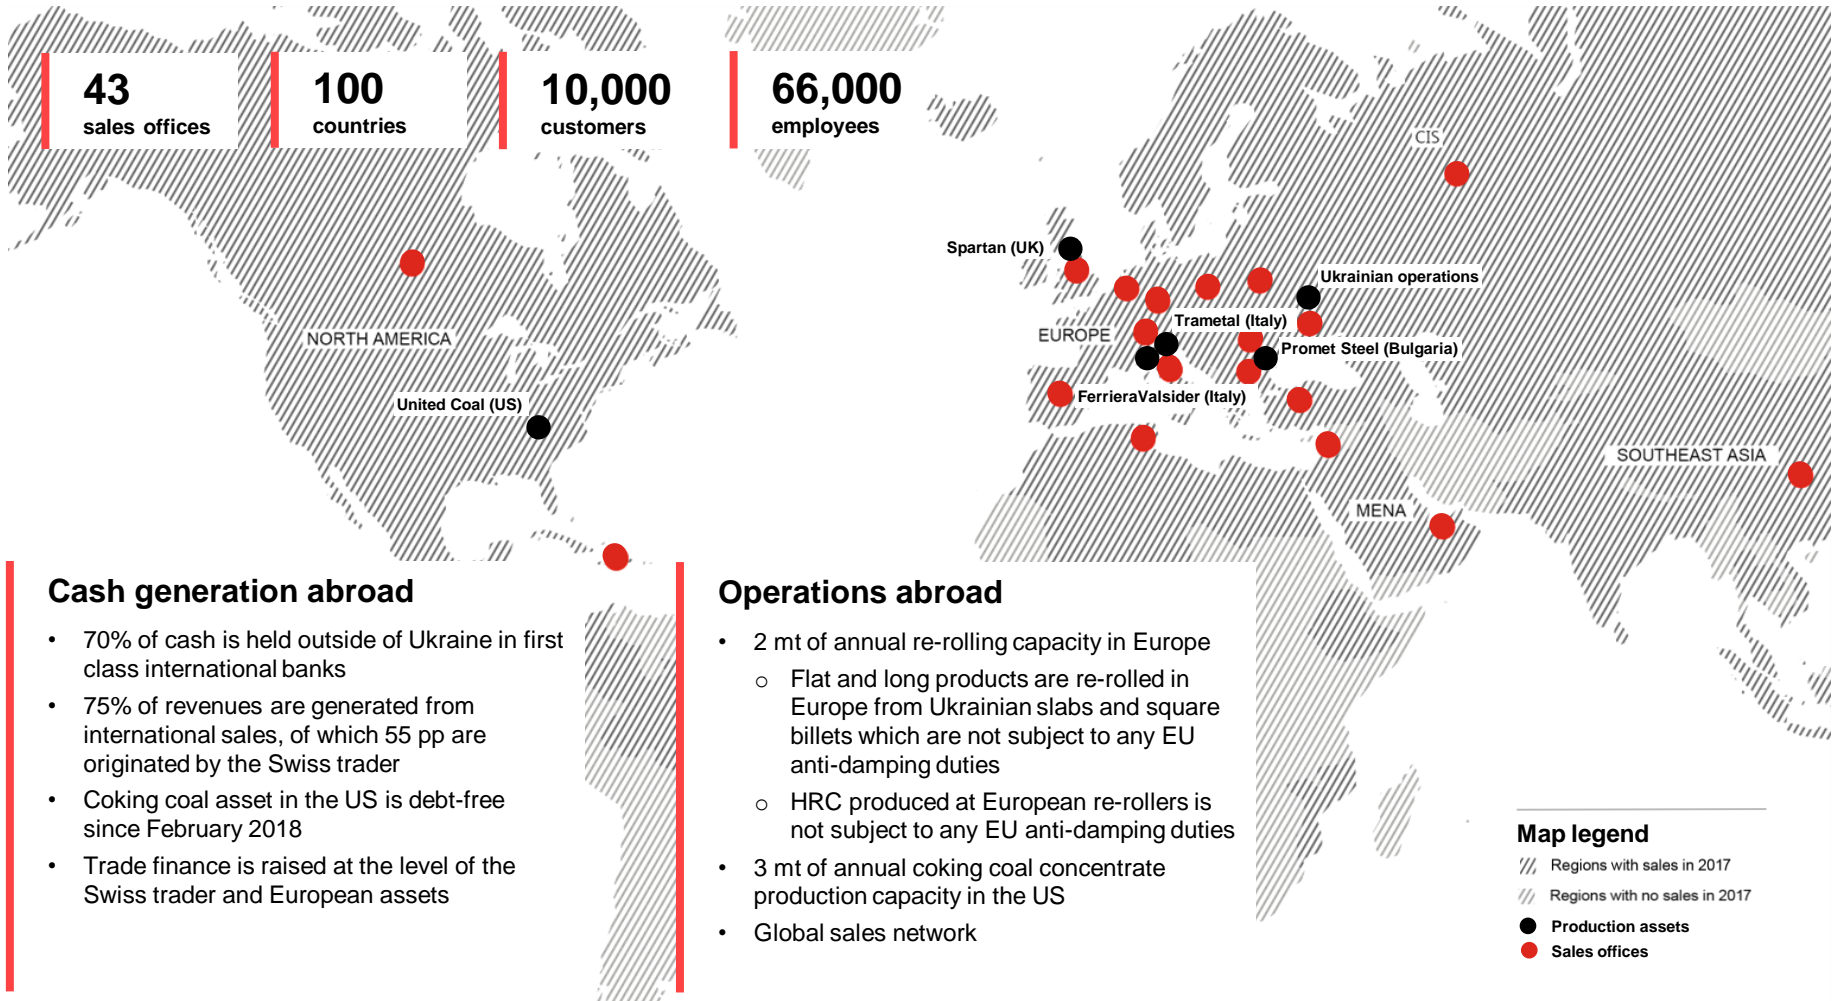 43
sales offices
100
countries
10,000
customers
66,000
employees
CIS
Spartan (UK)
Ukrainian operations
Trametal (Italy)
EUROPE
NORTH AMERICA
Promet Steel (Bulgaria)
FerrieraValsider (Italy)
United Coal (US)
SOUTHEAST ASIA
MENA
Cash generation abroad
• 70% of cash is held outside of Ukraine in first
class international banks
• 75% of revenues are generated from
international sales, of which 55 pp are
originated by the Swiss trader
• Coking coal asset in the US is debt-free
since February 2018
• Trade finance is raised at the level of the
Swiss trader and European assets
Operations abroad
• 2 mt of annual re-rolling capacity in Europe
o Flat and long products are re-rolled in
Europe from Ukrainian slabs and square
billets which are not subject to any EU
anti-damping duties
o HRC produced at European re-rollers is
not subject to any EU anti-damping duties
• 3 mt of annual coking coal concentrate
production capacity in the US
• Global sales network
Map legend
Regions with sales in 2017
Regions with no sales in 2017
Production assets
Sales offices